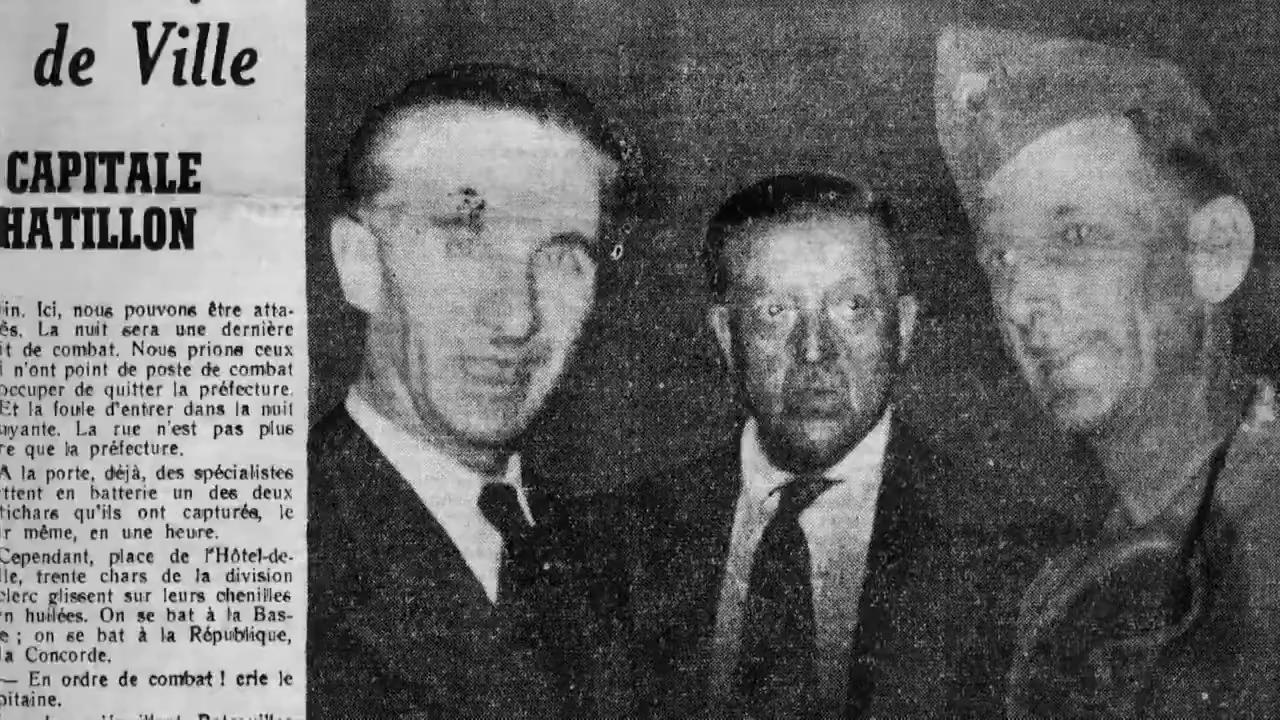 de Ville
CAPITALE
HATILLON
in. Ici, nous pouvons être atta-
és. La nuit sera une dernière
it de combat. Nous prions ceux
i n'ont point de poste de combat
occuper de quitter la préfecture.
Et la foule d'entrer dans la nuit
uyante. La rue n'est pas plus
re que la préfecture.
A la porte, déjà, des spécialistes
ttent en batterie un des deux
tichars qu'ils ont capturés, le
r même, en une heure.
Cependant, place de l'Hôtel-de-
lle, trente chars de la division
clerc glissent sur leurs chenilles
n huilées. On se bat à la Bas-
e ; on se bat à la République,
la Concorde.
— En ordre de combat ! crie le
pitaine.